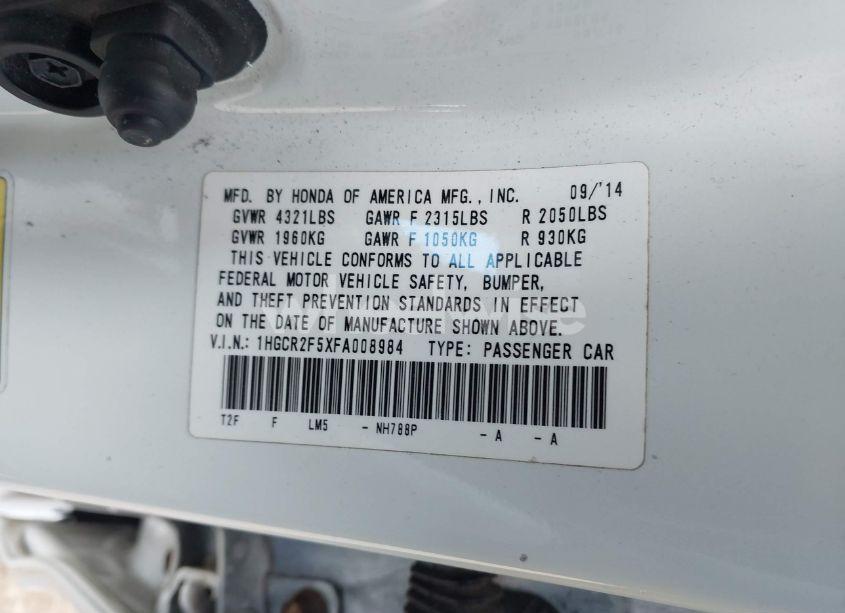 MFD. BY HONDA OF AMERICA MFG., INC. 09/'14
GVWR 4321LBS GAWR F 2315LBS R 2050LBS
GVWR 1960KG GAWR F 1050KG R 930KG
THIS VEHICLE CONFORMS TO ALL APPLICABLE
FEDERAL MOTOR VEHICLE SAFETY, BUMPER,
AND THEFT PREVENTION STANDARDS IN EFFECT
ON THE DATE OF MANUFACTURE SHOWN ABOVE.
V.I.N.: 1HGCR2F5XFA008984 TYPE: PASSENGER CAR
T2F F LM5 - NH788P - A - A